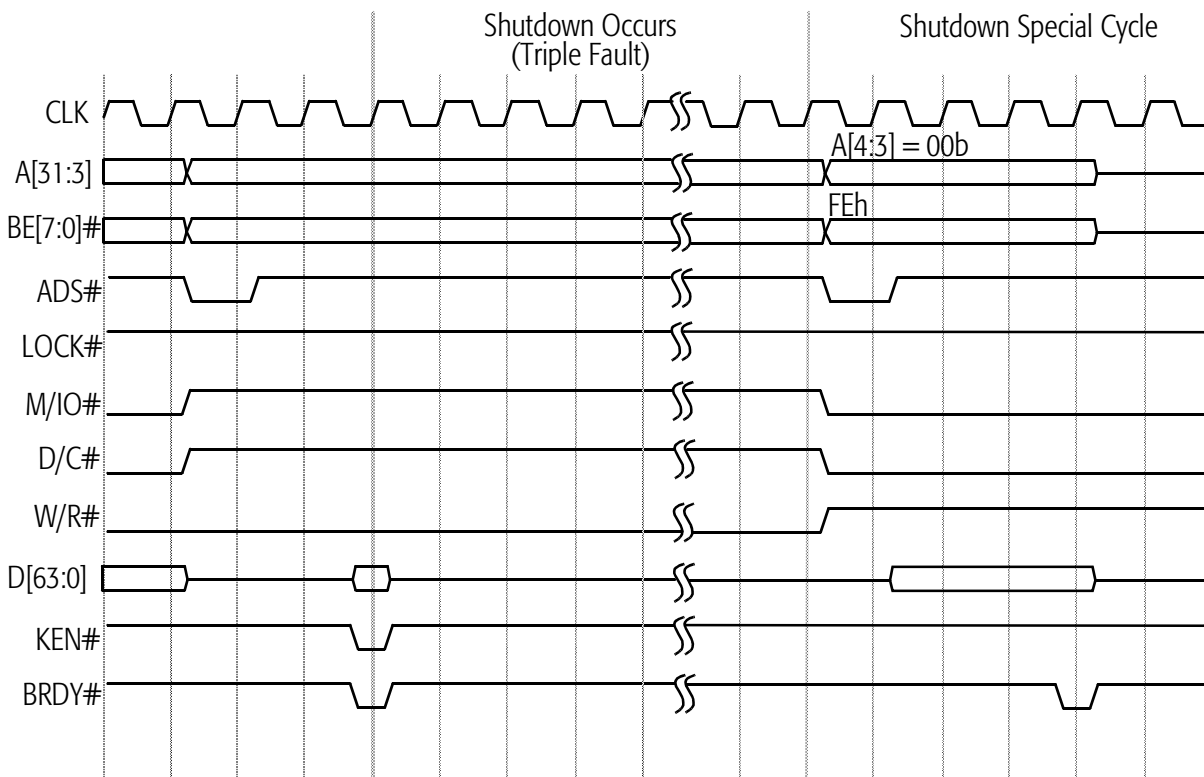 Shutdown Occurs
(Triple Fault)
Shutdown Special Cycle
CLK
A[4:3] = 00b
A[31:3]
FEh
BE[7:0]#
ADS#
LOCK#
M/IO#
D/C#
W/R#
D[63:0]
KEN#
BRDY#